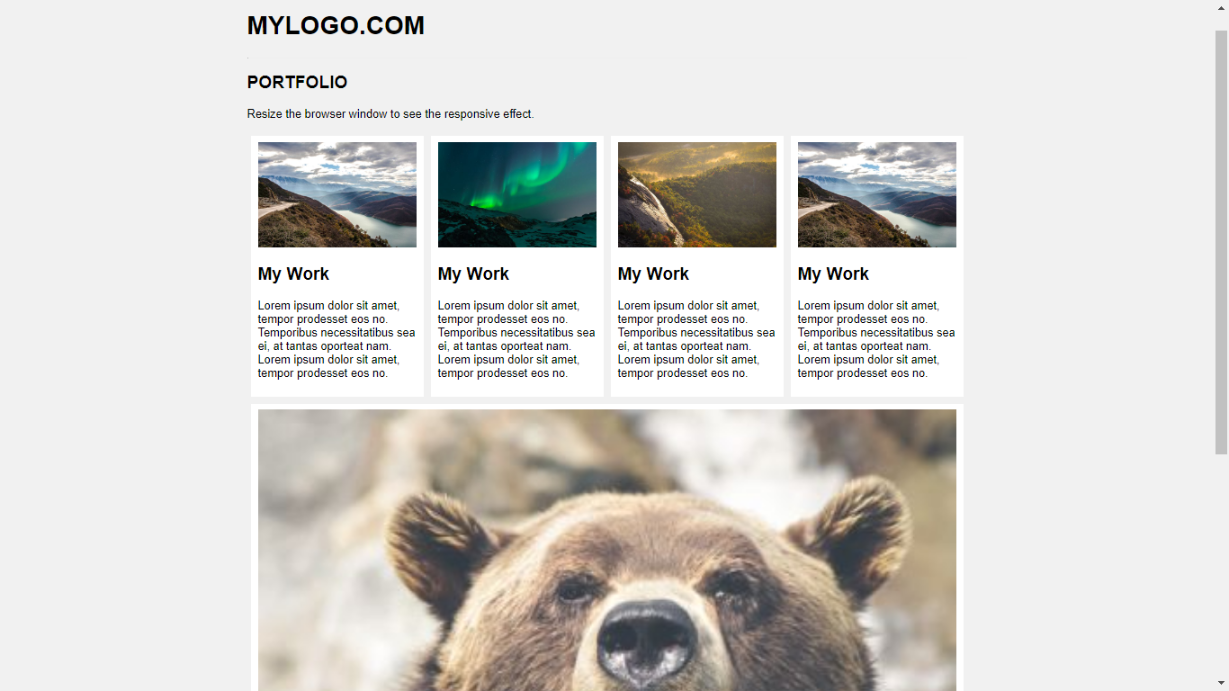 MYLOGO.COM
PORTFOLIO
Resize the browser window to see the responsive effect.
My Work
Lorem ipsum dolor sit amet,
tempor prodesset eos no.
Temporibus necessitatibus sea
ei, at tantas oporteat nam.
Lorem ipsum dolor sit amet,
tempor prodesset eos no.
My Work
Lorem ipsum dolor sit amet,
tempor prodesset eos no.
Temporibus necessitatibus sea
ei, at tantas oporteat nam.
Lorem ipsum dolor sit amet,
tempor prodesset eos no.
My Work
Lorem ipsum dolor sit amet,
tempor prodesset eos no.
Temporibus necessitatibus sea
ei, at tantas oporteat nam.
Lorem ipsum dolor sit amet,
tempor prodesset eos no.
My Work
Lorem ipsum dolor sit amet,
tempor prodesset eos no.
Temporibus necessitatibus sea
ei, at tantas oporteat nam.
Lorem ipsum dolor sit amet,
tempor prodesset eos no.